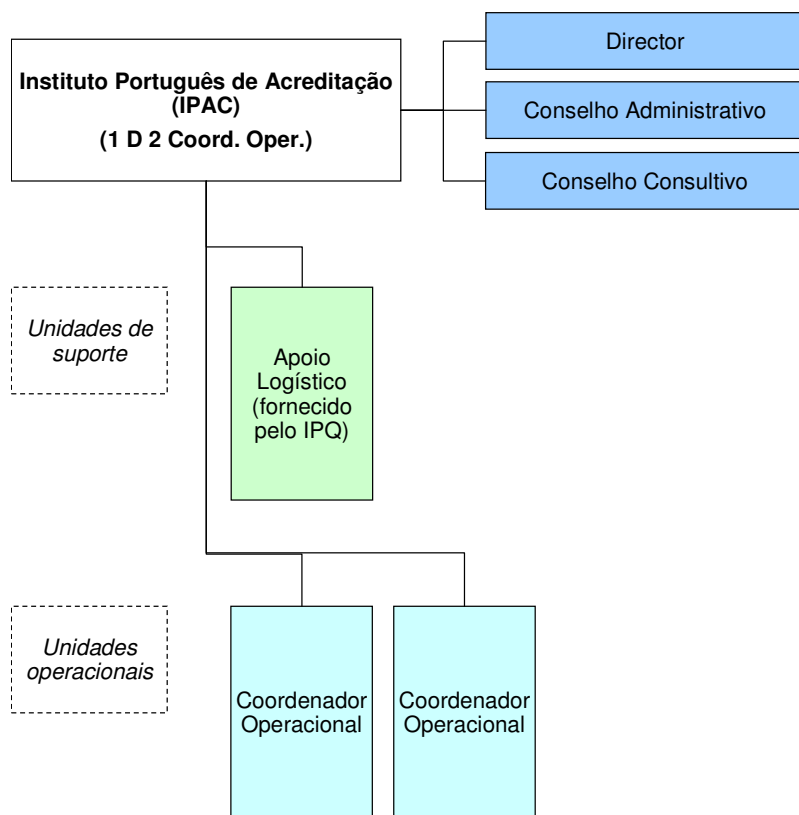 Instituto Português de Acreditação
(IPAC)
(1 D 2 Coord. Oper.)
Director
Conselho Administrativo
Conselho Consultivo
Unidades de
suporte
Apoio
Logístico
(fornecido
pelo IPQ)
Unidades
operacionais
Coordenador
Operacional
Coordenador
Operacional